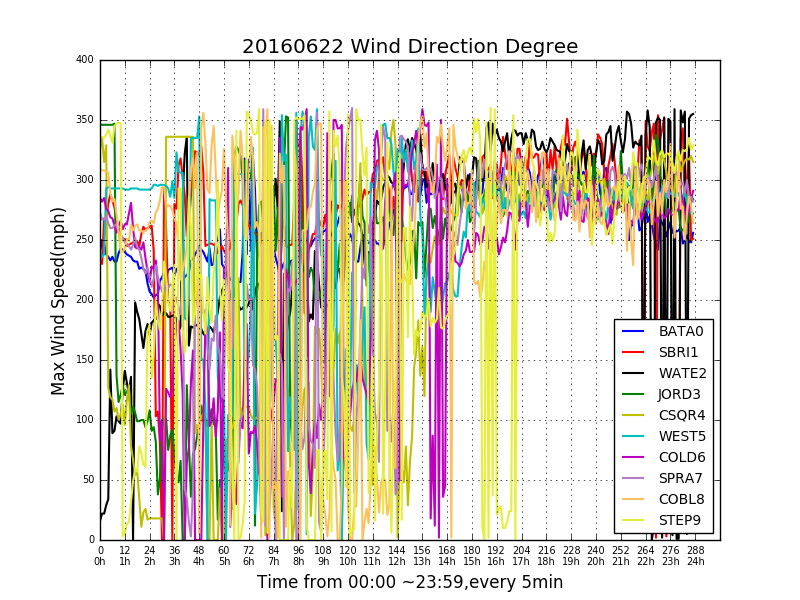 20160622 Wind Direction Degree
Max Wind Speed(mph)
400
350
300
250
200
150
100
50
0
BATA0
SBRI1
WATE2
JORD3
CSQR4
WEST5
COLD6
SPRA7
COBL8
STEP9
0 12 24 36 48 60 72 84 96 108 120 132 144 156 168 180 192 204 216 228 240 252 264 276 288
0h 1h 2h 3h 4h 5h 6h 7h 8h 9h 10h 11h 12h 13h 14h 15h 16h 17h 18h 19h 20h 21h 22h 23h 24h
Time from 00:00 ~23:59,every 5min